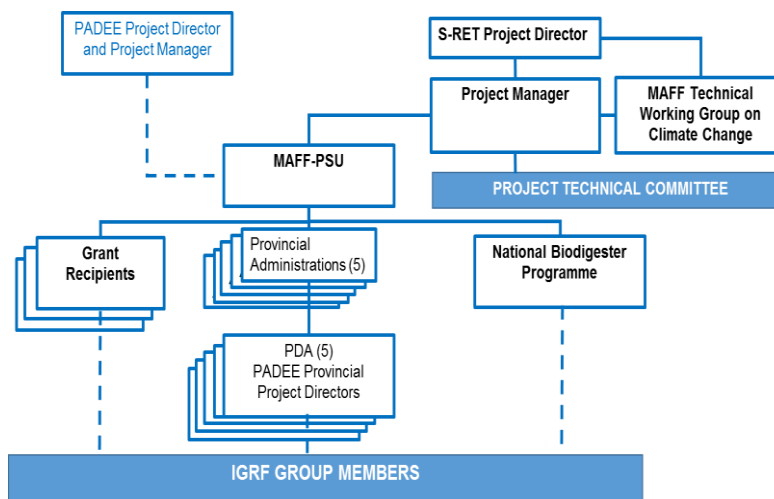 PADEE Project Director
and Project Manager
S-RET Project Director
Project Manager
MAFF Technical
Working Group on
Climate Change
MAFF-PSU
PROJECT TECHNICAL COMMITTEE
Grant
Recipients
Provincial
Administrations (5)
National Biodigester
Programme
PDA (5)
PADEE Provincial
Project Directors
IGRF GROUP MEMBERS